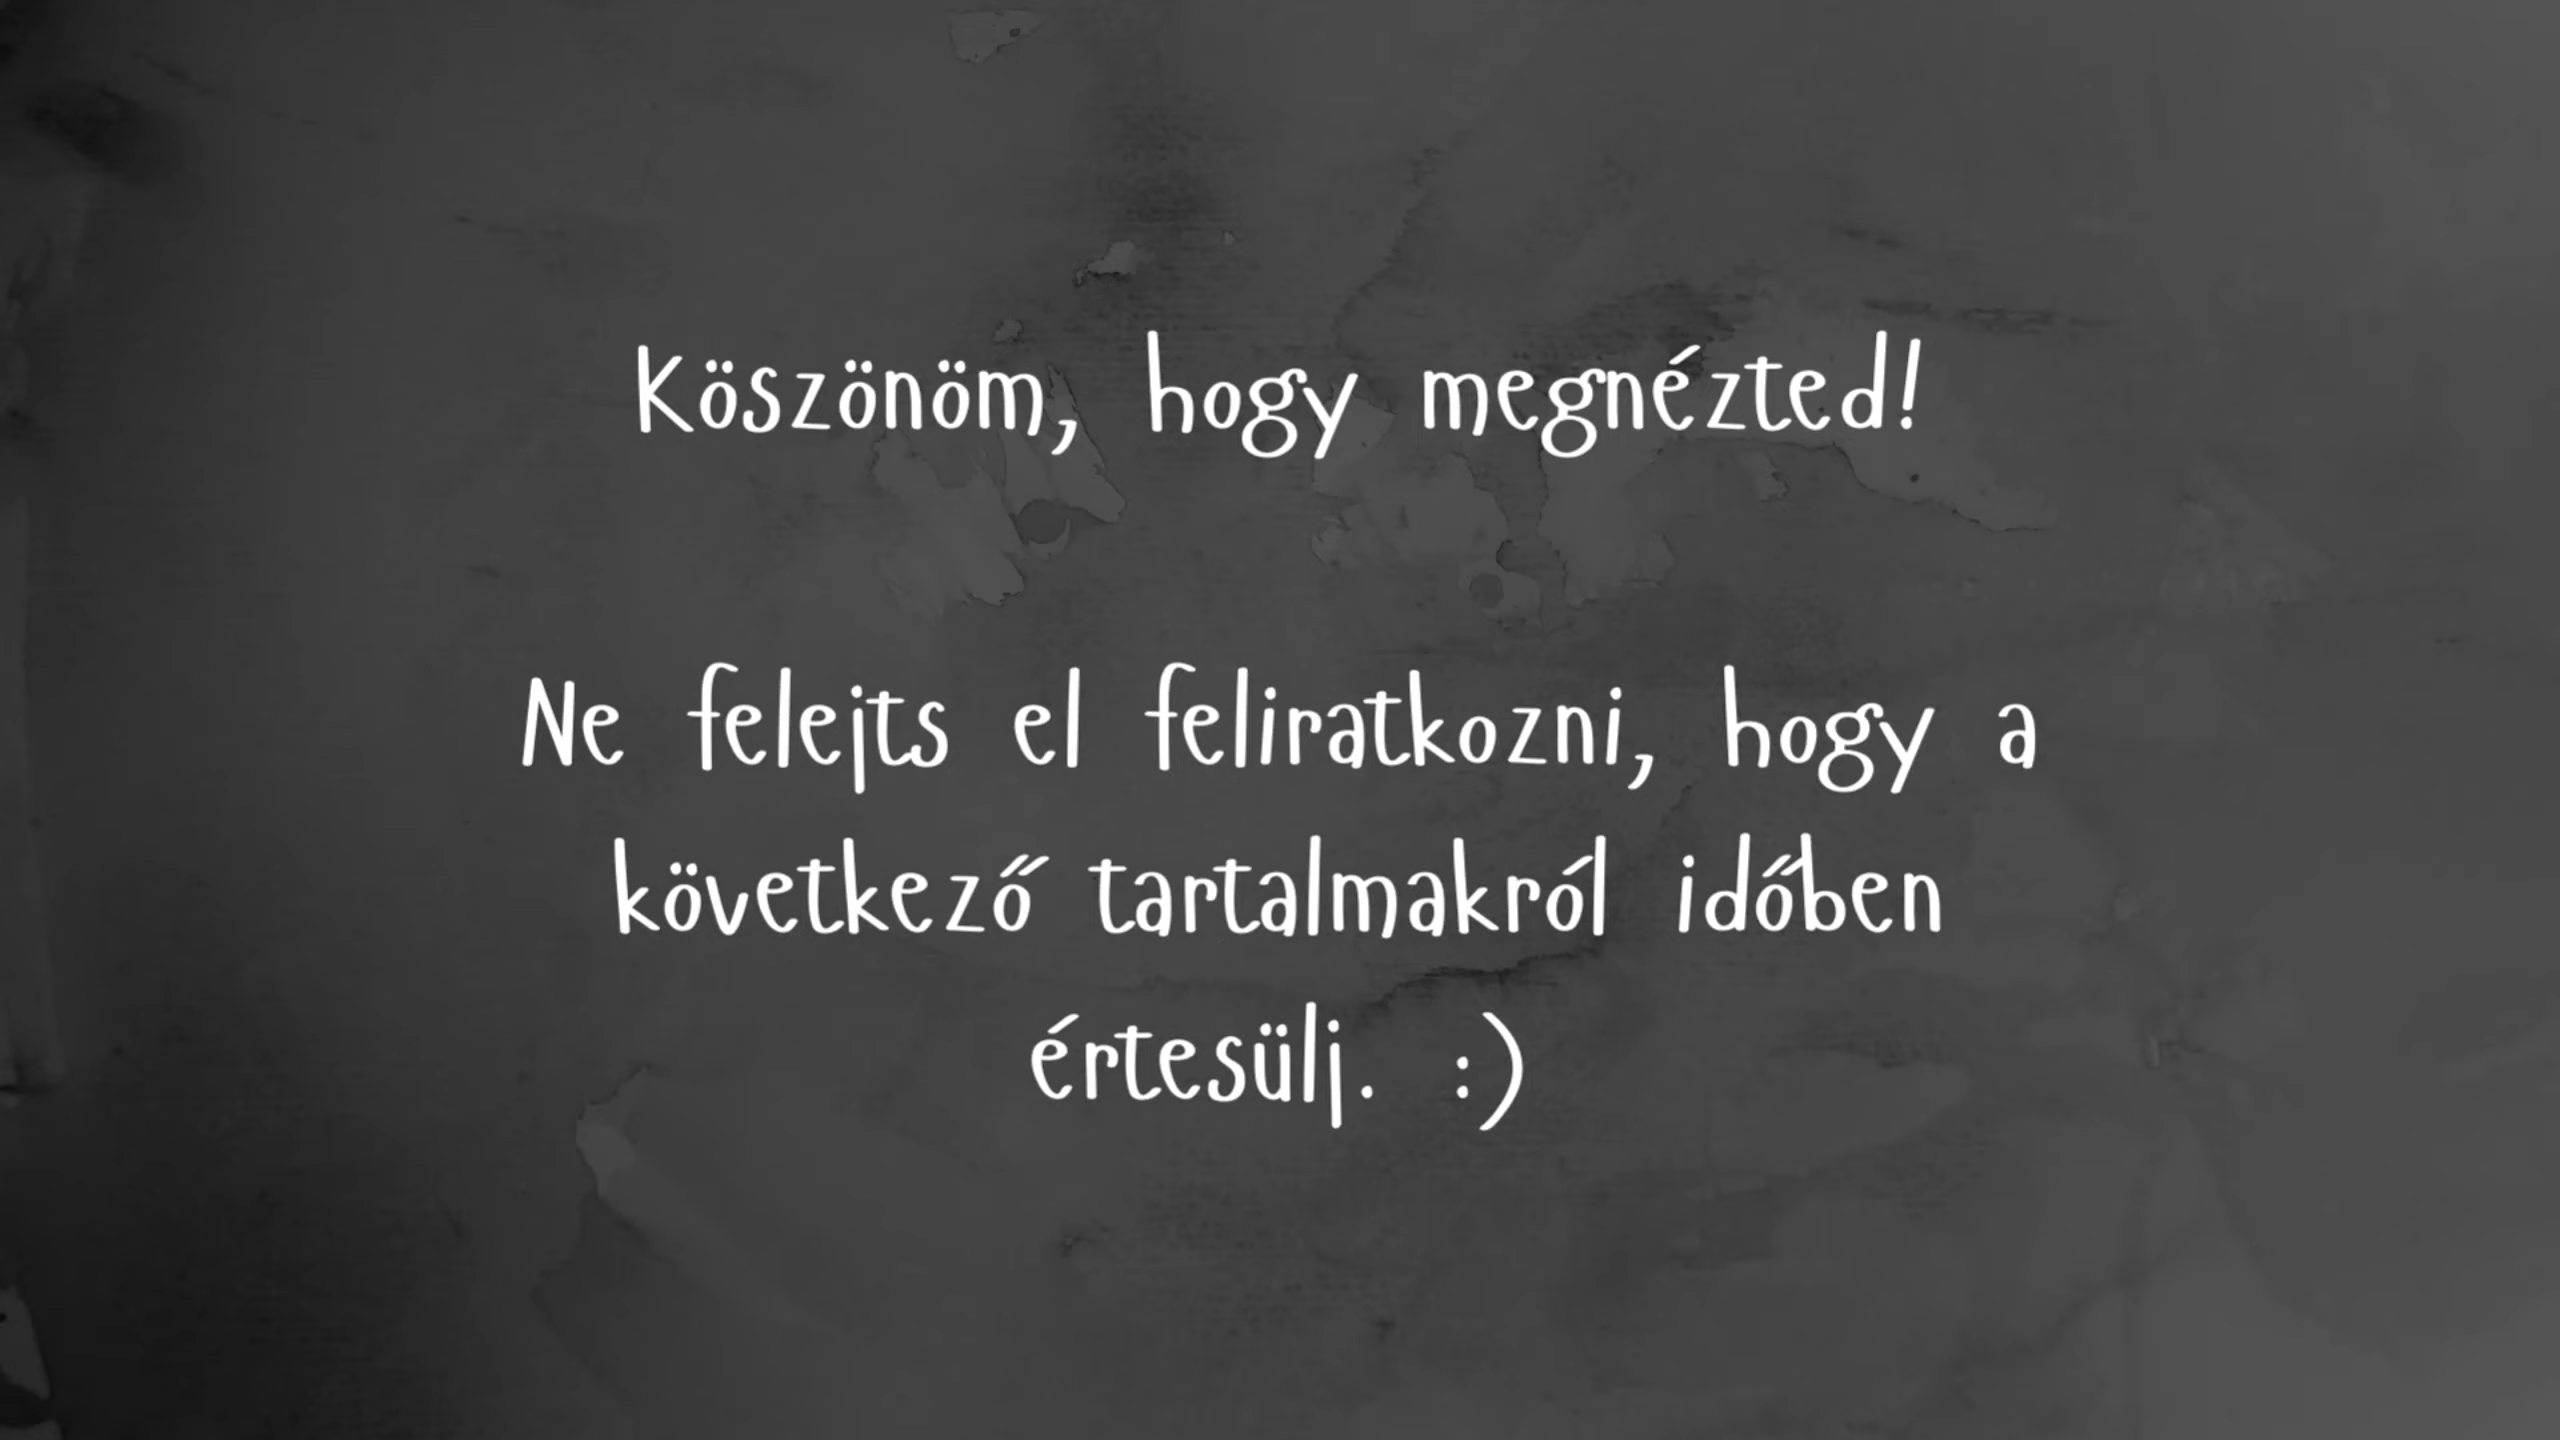 Köszönöm, hogy megnézted!
Ne felejts el feliratkozni, hogy a
következő tartalmakról időben
értesülj. :)